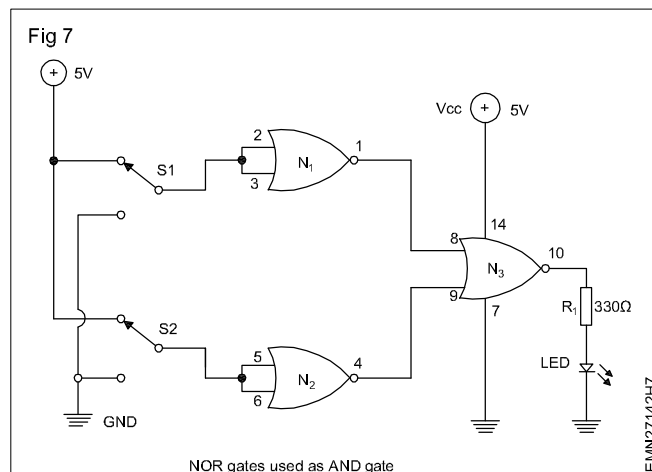 Fig 7
5V
Vcc
5V
S1
2
3
N1
1
14
8
9
N3
10
7
R1
330Ω
LED
S2
5
6
N2
4
GND
NOR gates used as AND gate
EMN27142H7